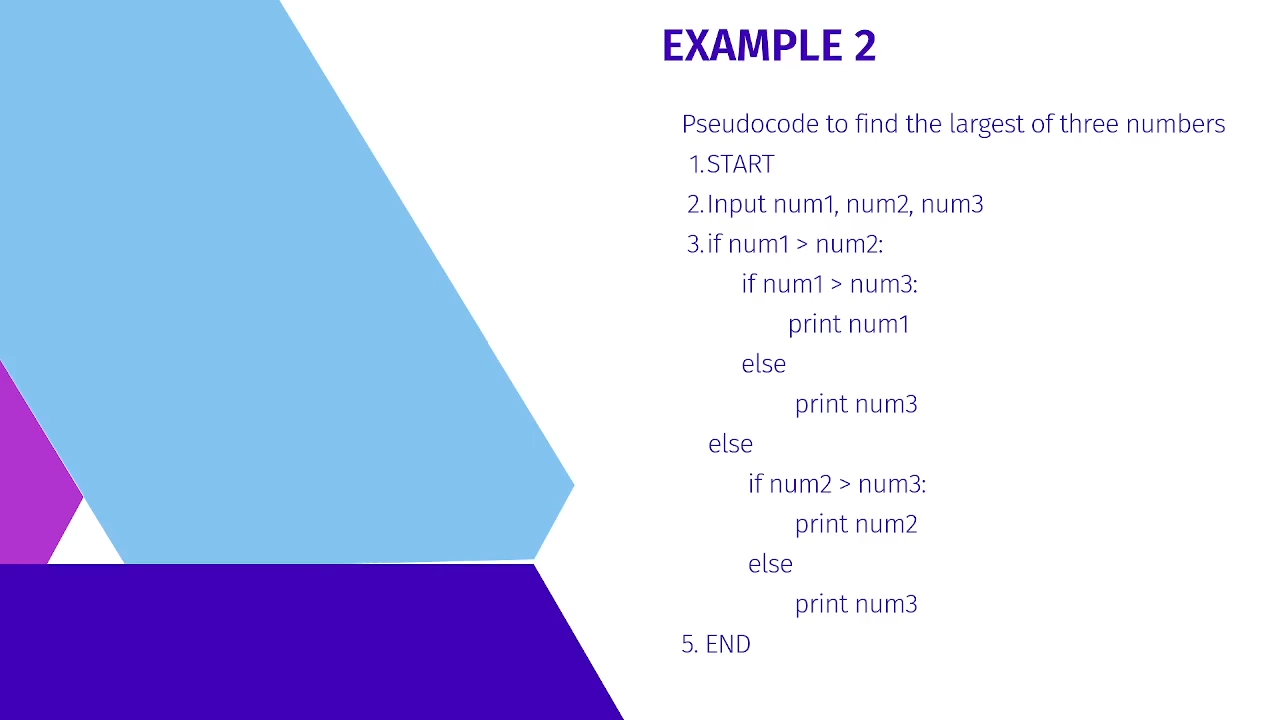 EXAMPLE 2
Pseudocode to find the largest of three numbers
1. START
2. Input num1, num2, num3
3. if num1 > num2:
if num1 > num3:
print num1
else
print num3
else
if num2 > num3:
print num2
else
print num3
5. END